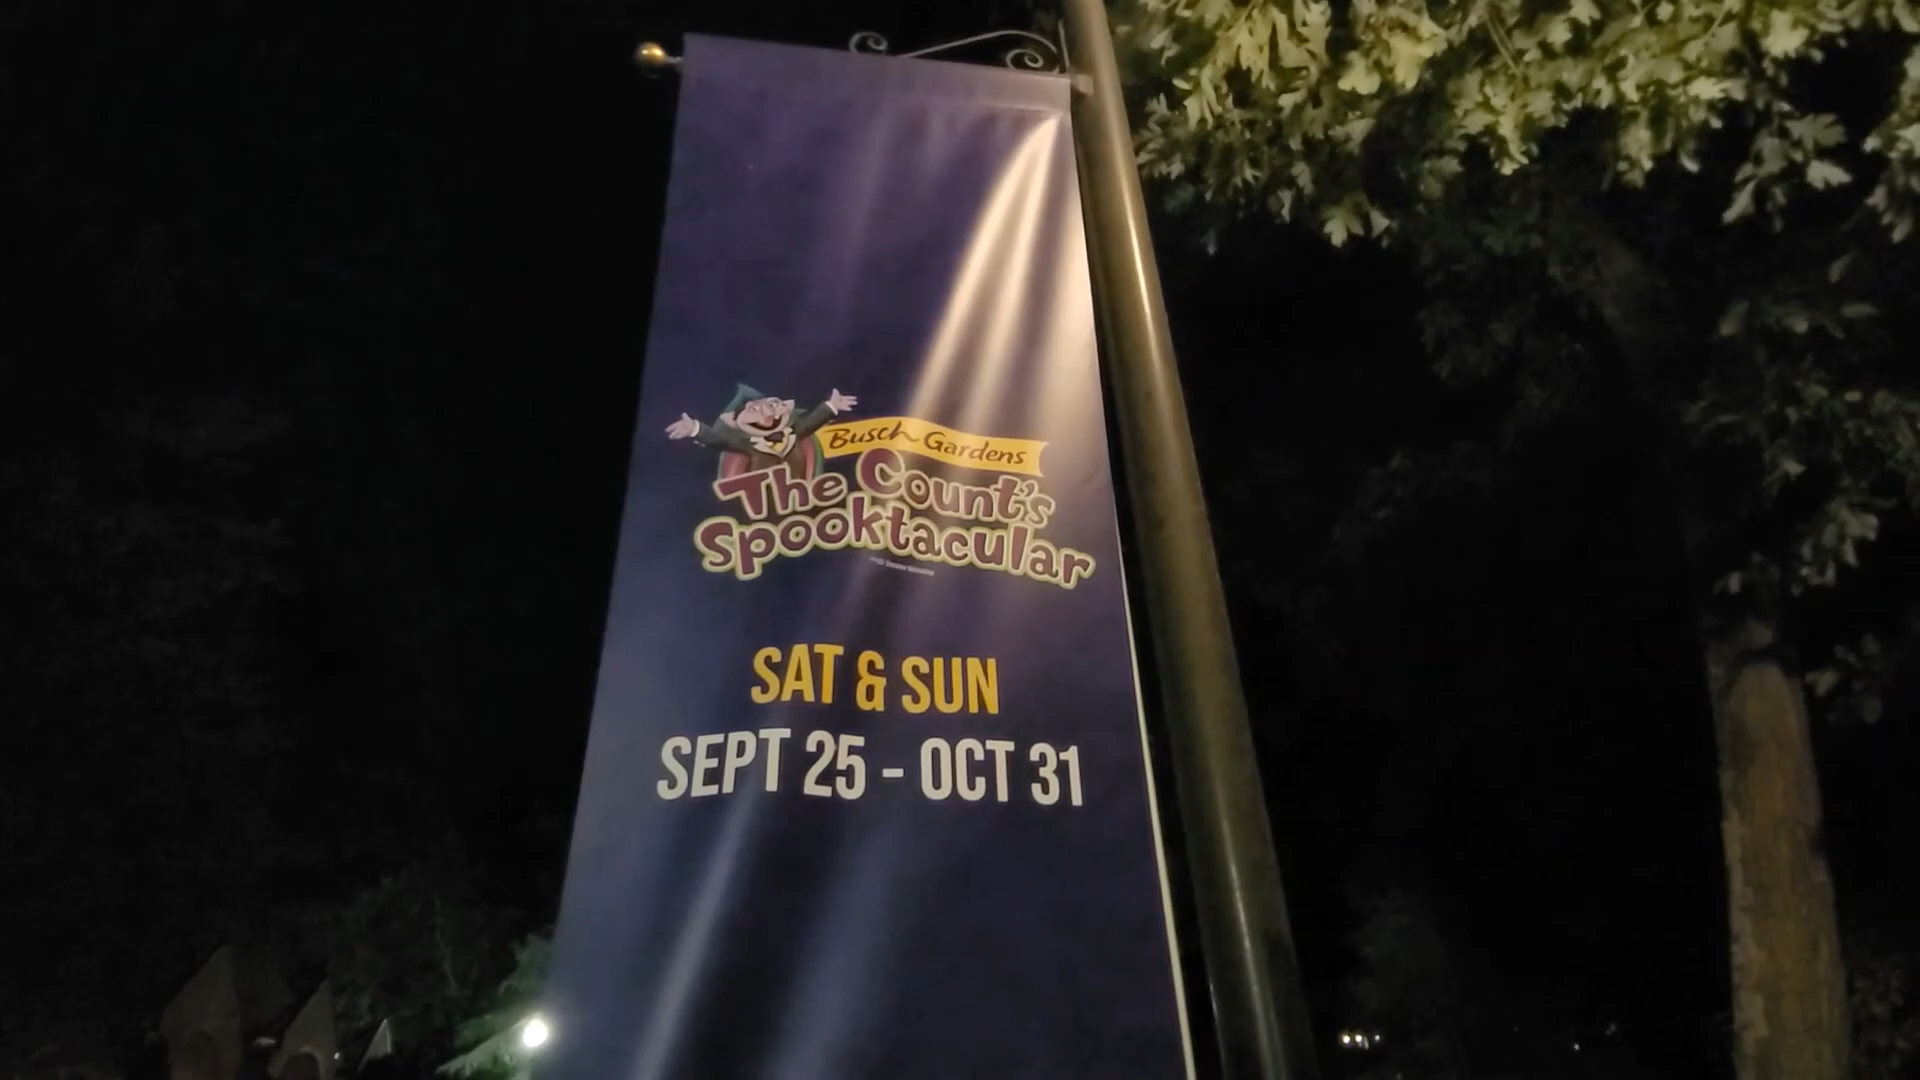 Busch Gardens
The Count's
Spooktacular
SAT & SUN
SEPT 25 - OCT 31